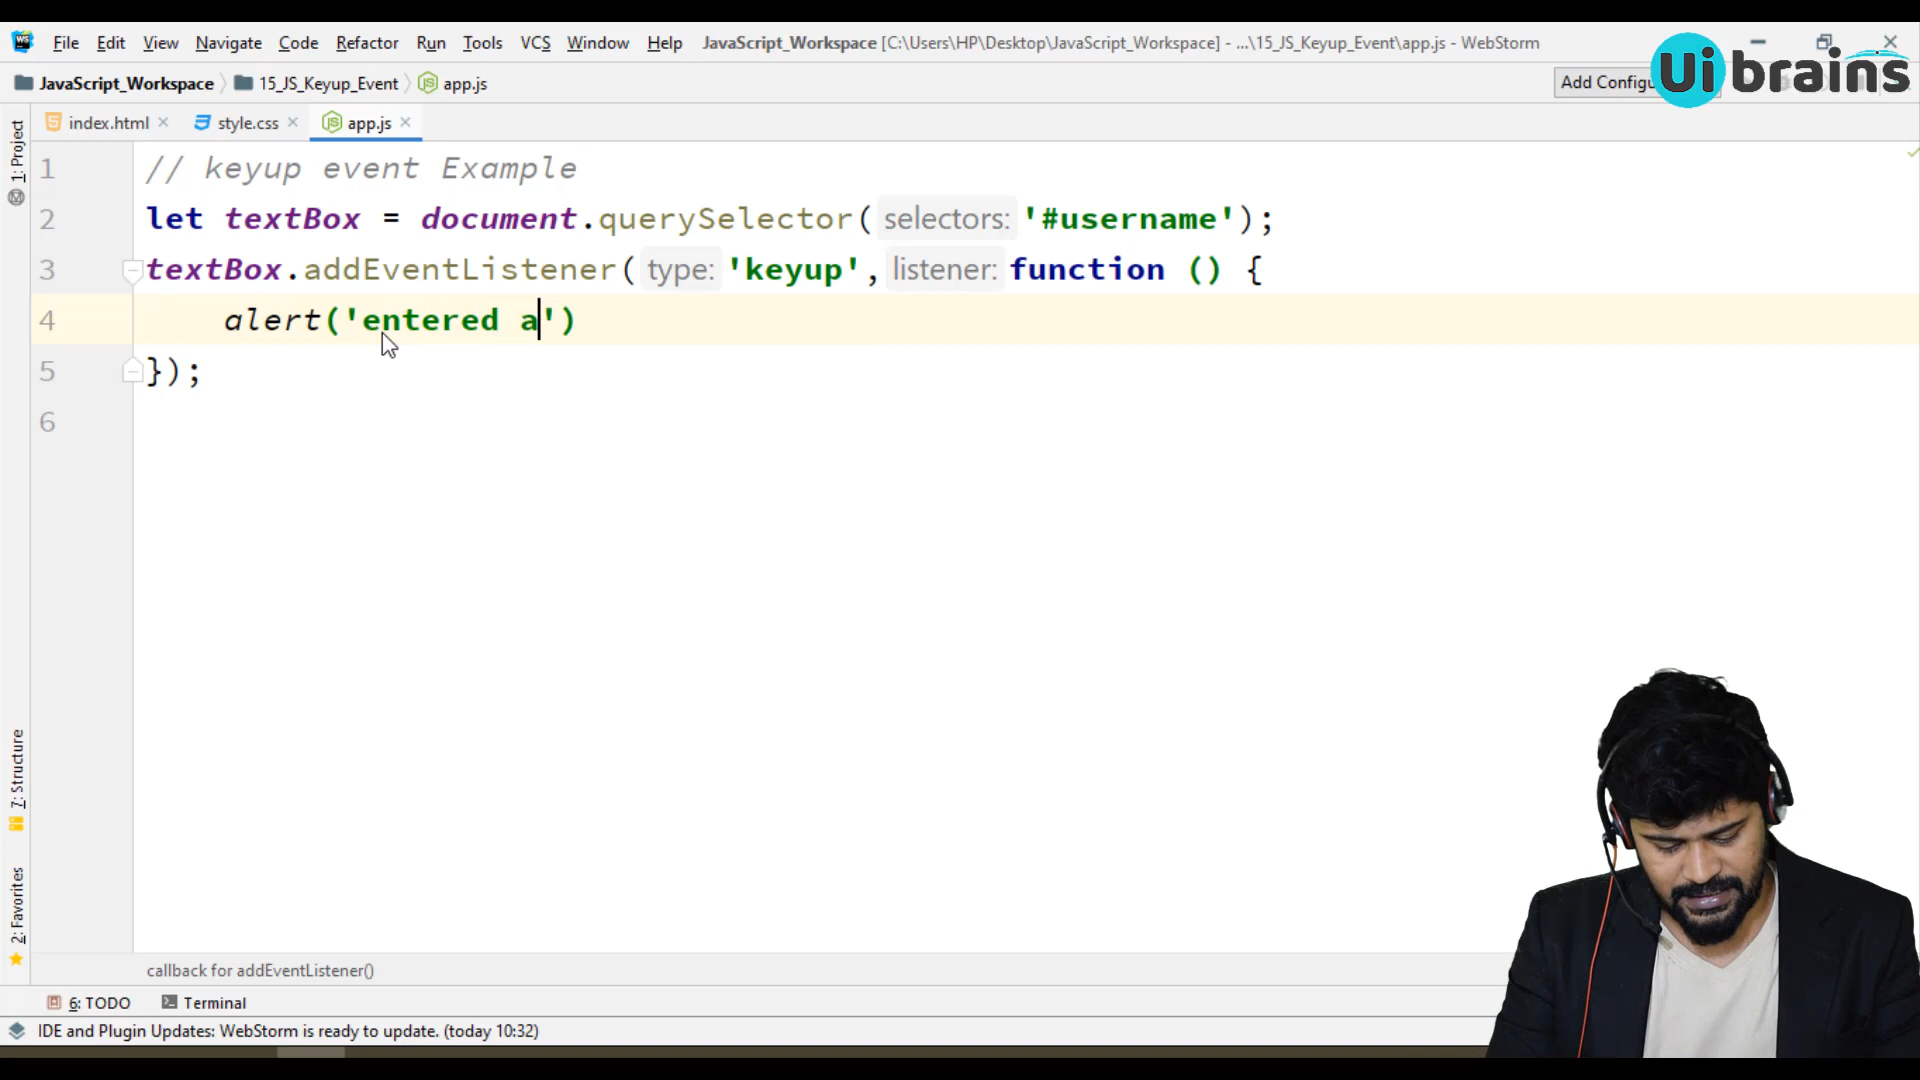 File Edit View Navigate Code Refactor Run Tools VCS Window Help JavaScript_Workspace [C:\Users\HP\Desktop\JavaScript_Workspace] - ...\15_JS_Keyup_Event\app.js - WebStorm
JavaScript_Workspace 15_JS_Keyup_Event app.js
Add Configu
Ui brains
index.html style.css app.js
1: Project
1 // keyup event Example
2 let textBox = document.querySelector( selectors: '#username');
3 textBox.addEventListener( type: 'keyup', listener: function () {
4 alert('entered a')
5 });
6
7: Structure
2: Favorites
callback for addEventListener()
6: TODO Terminal
IDE and Plugin Updates: WebStorm is ready to update. (today 10:32)